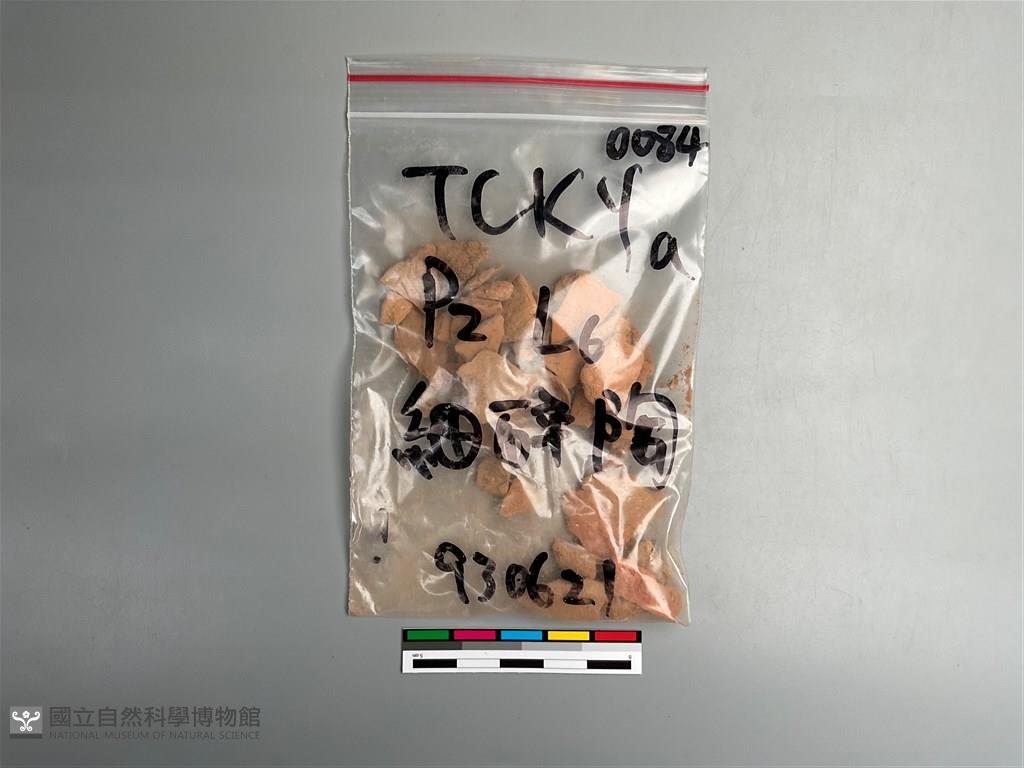 0084
TCKYa
P2 L6
細碎陶
930621
國立自然科學博物館
NATIONAL MUSEUM OF NATURAL SCIENCE